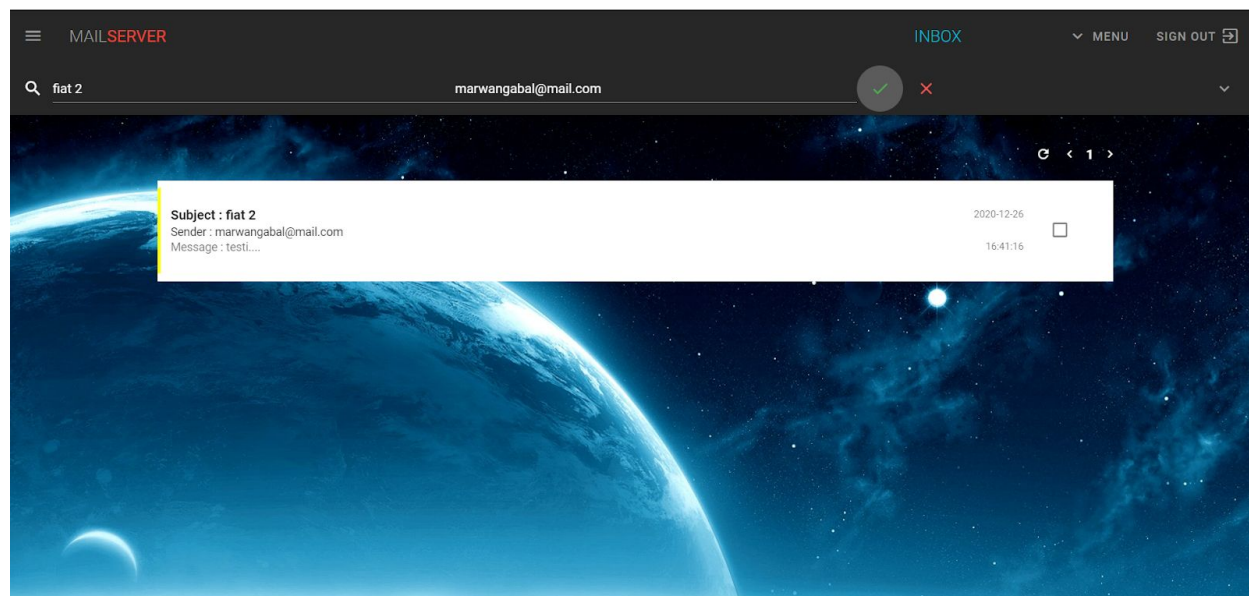 MAILSERVER INBOX MENU SIGN OUT
fiat 2 marwangabal@mail.com
1
Subject : fiat 2 2020-12-26
Sender : marwangabal@mail.com
Message : testi.... 16:41:16